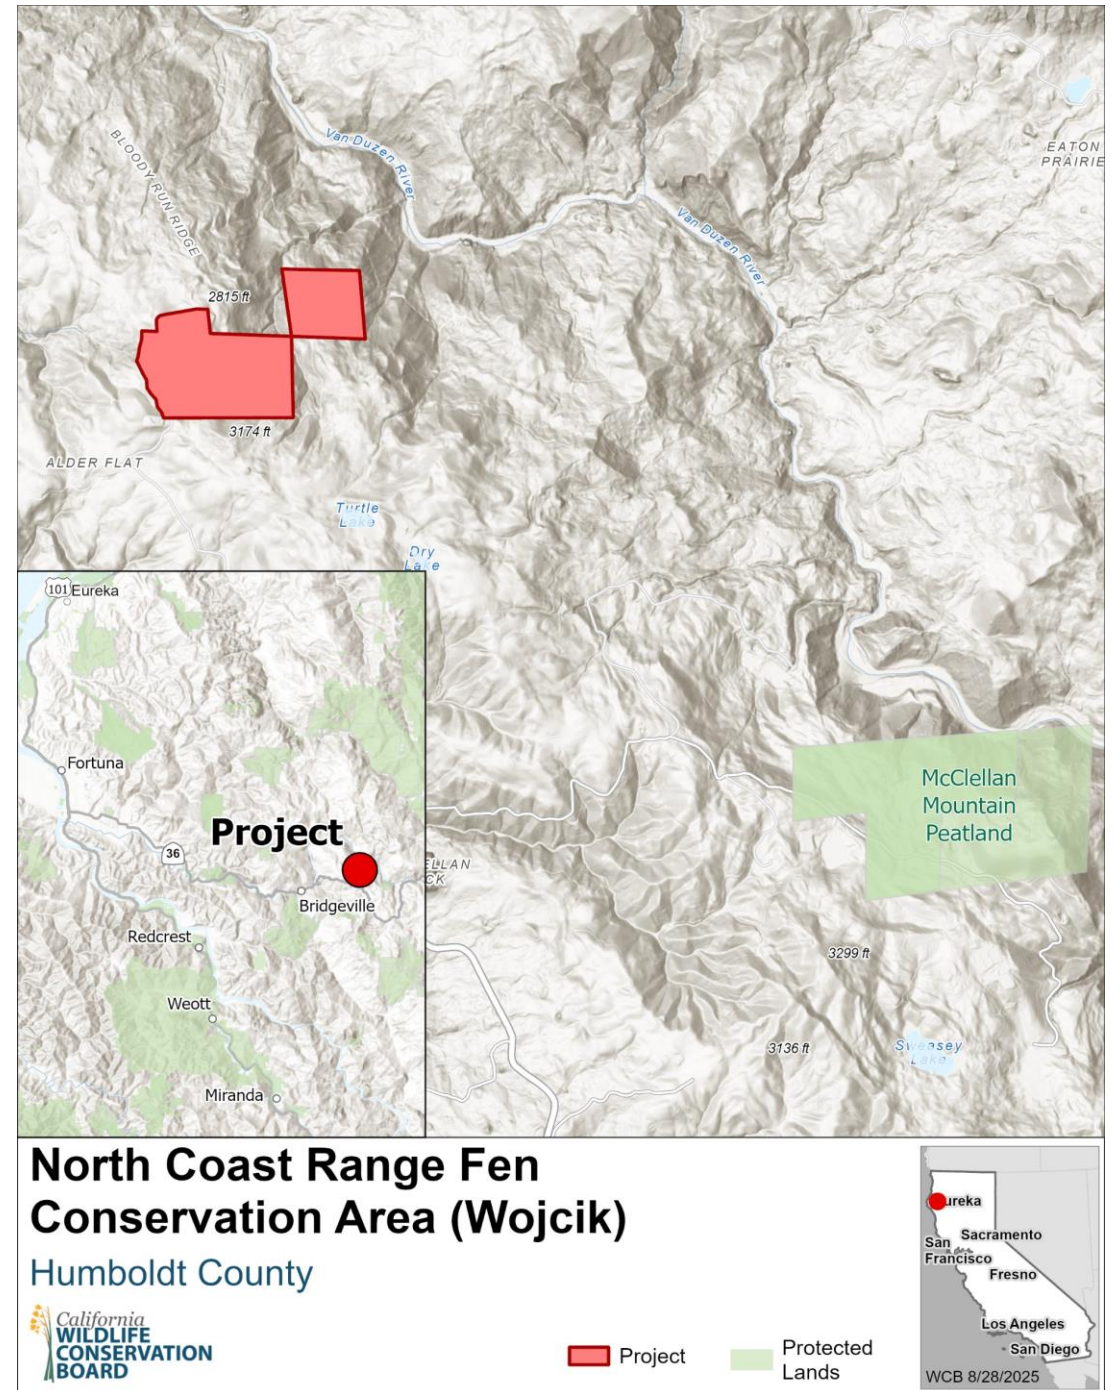 Van Duzen River
BLOODY RUN RIDGE
EATON
PRAIRIE
Van Duzen River
2815 ft
3174 ft
ALDER FLAT
Turtle
Lake
Dry
Lake
101 Eureka
Fortuna
Project
36
Bridgeville
Redcrest
Weott
Miranda
ELLAN
CK
McClellan
Mountain
Peatland
3299 ft
3136 ft
Sweasey
Lake
North Coast Range Fen
Conservation Area (Wojcik)
Humboldt County
California
WILDLIFE
CONSERVATION
BOARD
Project
Protected
Lands
ureka
Sacramento
San
Francisco
Fresno
Los Angeles
San Diego
WCB 8/28/2025